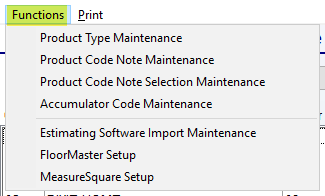 Functions Print
Product Type Maintenance
Product Code Note Maintenance
Product Code Note Selection Maintenance
Accumulator Code Maintenance
Estimating Software Import Maintenance
FloorMaster Setup
MeasureSquare Setup